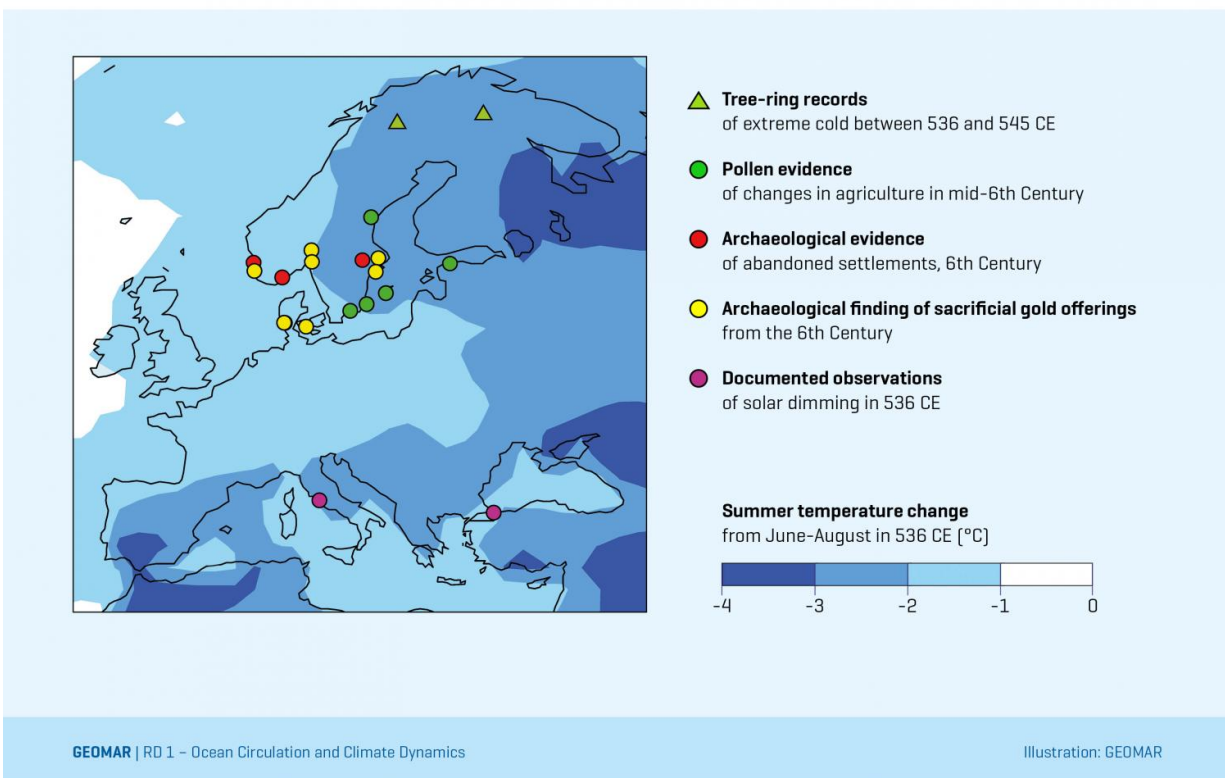 Tree-ring records
of extreme cold between 536 and 545 CE
Pollen evidence
of changes in agriculture in mid-6th Century
Archaeological evidence
of abandoned settlements, 6th Century
Archaeological finding of sacrificial gold offerings
from the 6th Century
Documented observations
of solar dimming in 536 CE
Summer temperature change
from June-August in 536 CE [°C]
-4 -3 -2 -1 0
GEOMAR | RD 1 – Ocean Circulation and Climate Dynamics
Illustration: GEOMAR